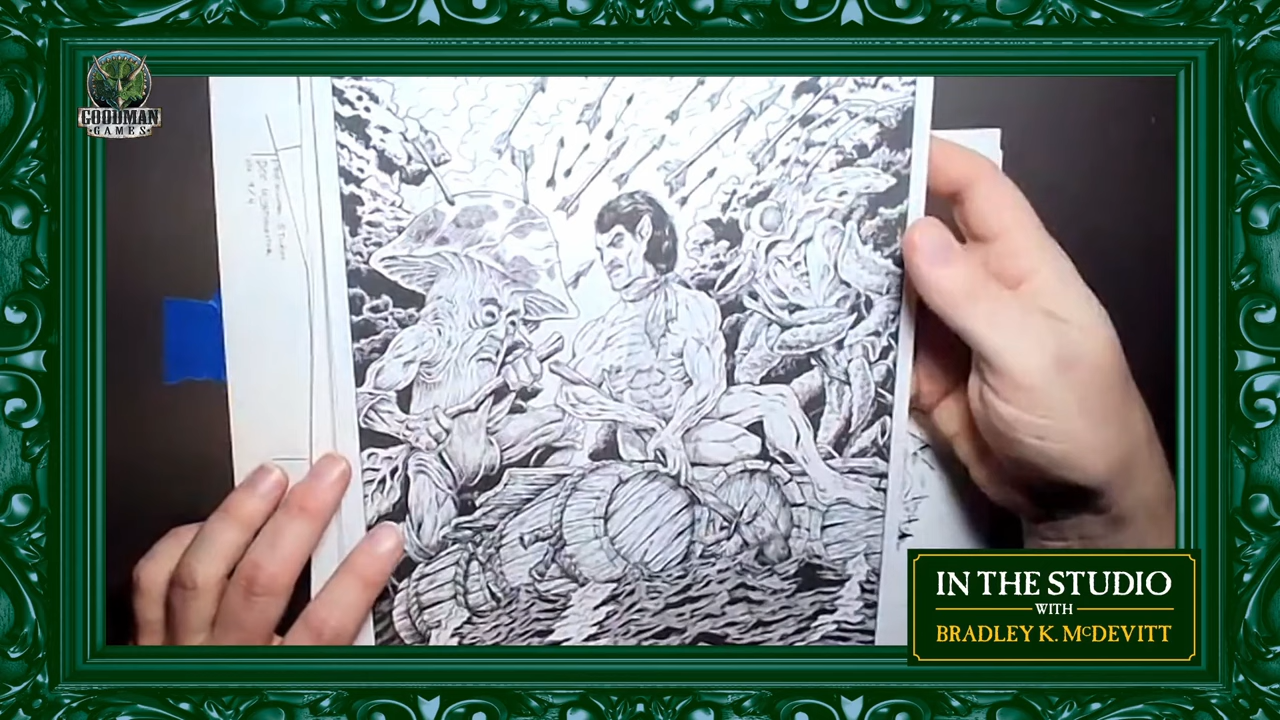 GOODMAN
GAMES
IN THE STUDIO
WITH
BRADLEY K. McDEVITT